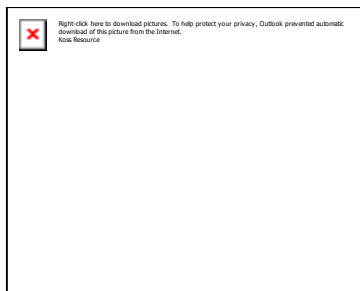 Right-click here to download pictures. To help protect your privacy, Outlook prevented automatic
download of this picture from the Internet.
Koss Resource